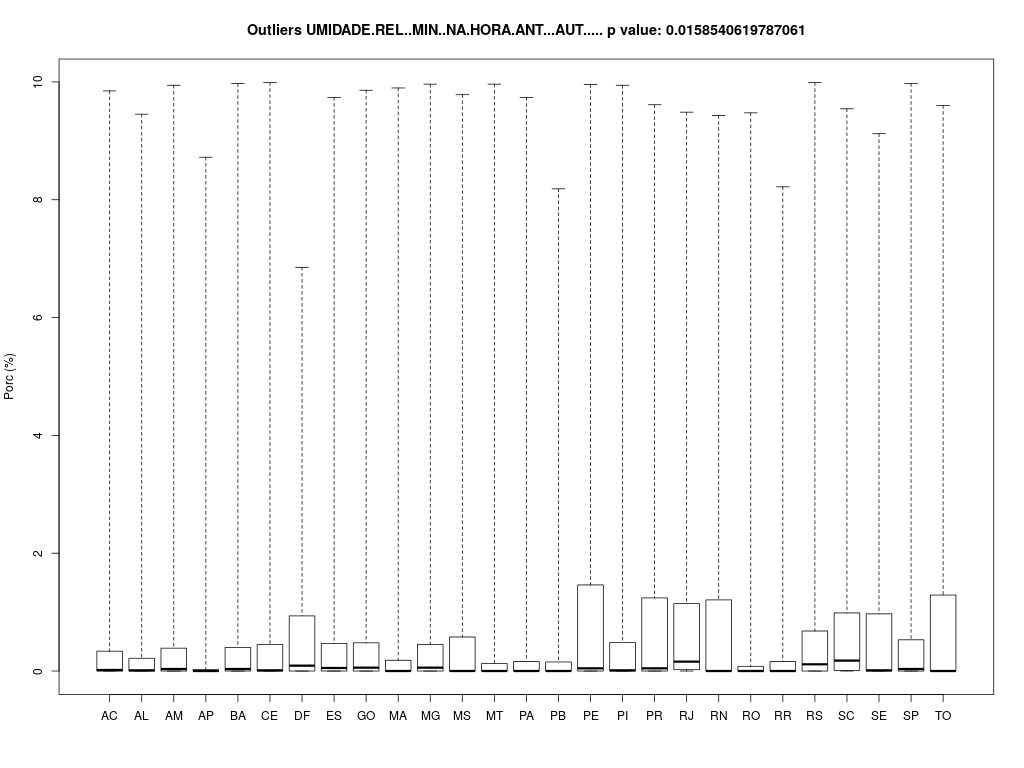 Outliers UMIDADE.REL..MIN..NA.HORA.ANT...AUT..... p value: 0.0158540619787061
10
8
6
4
2
0
Porc (%)
AC AL AM AP BA CE DF ES GO MA MG MS MT PA PB PE PI PR RJ RN RO RR RS SC SE SP TO